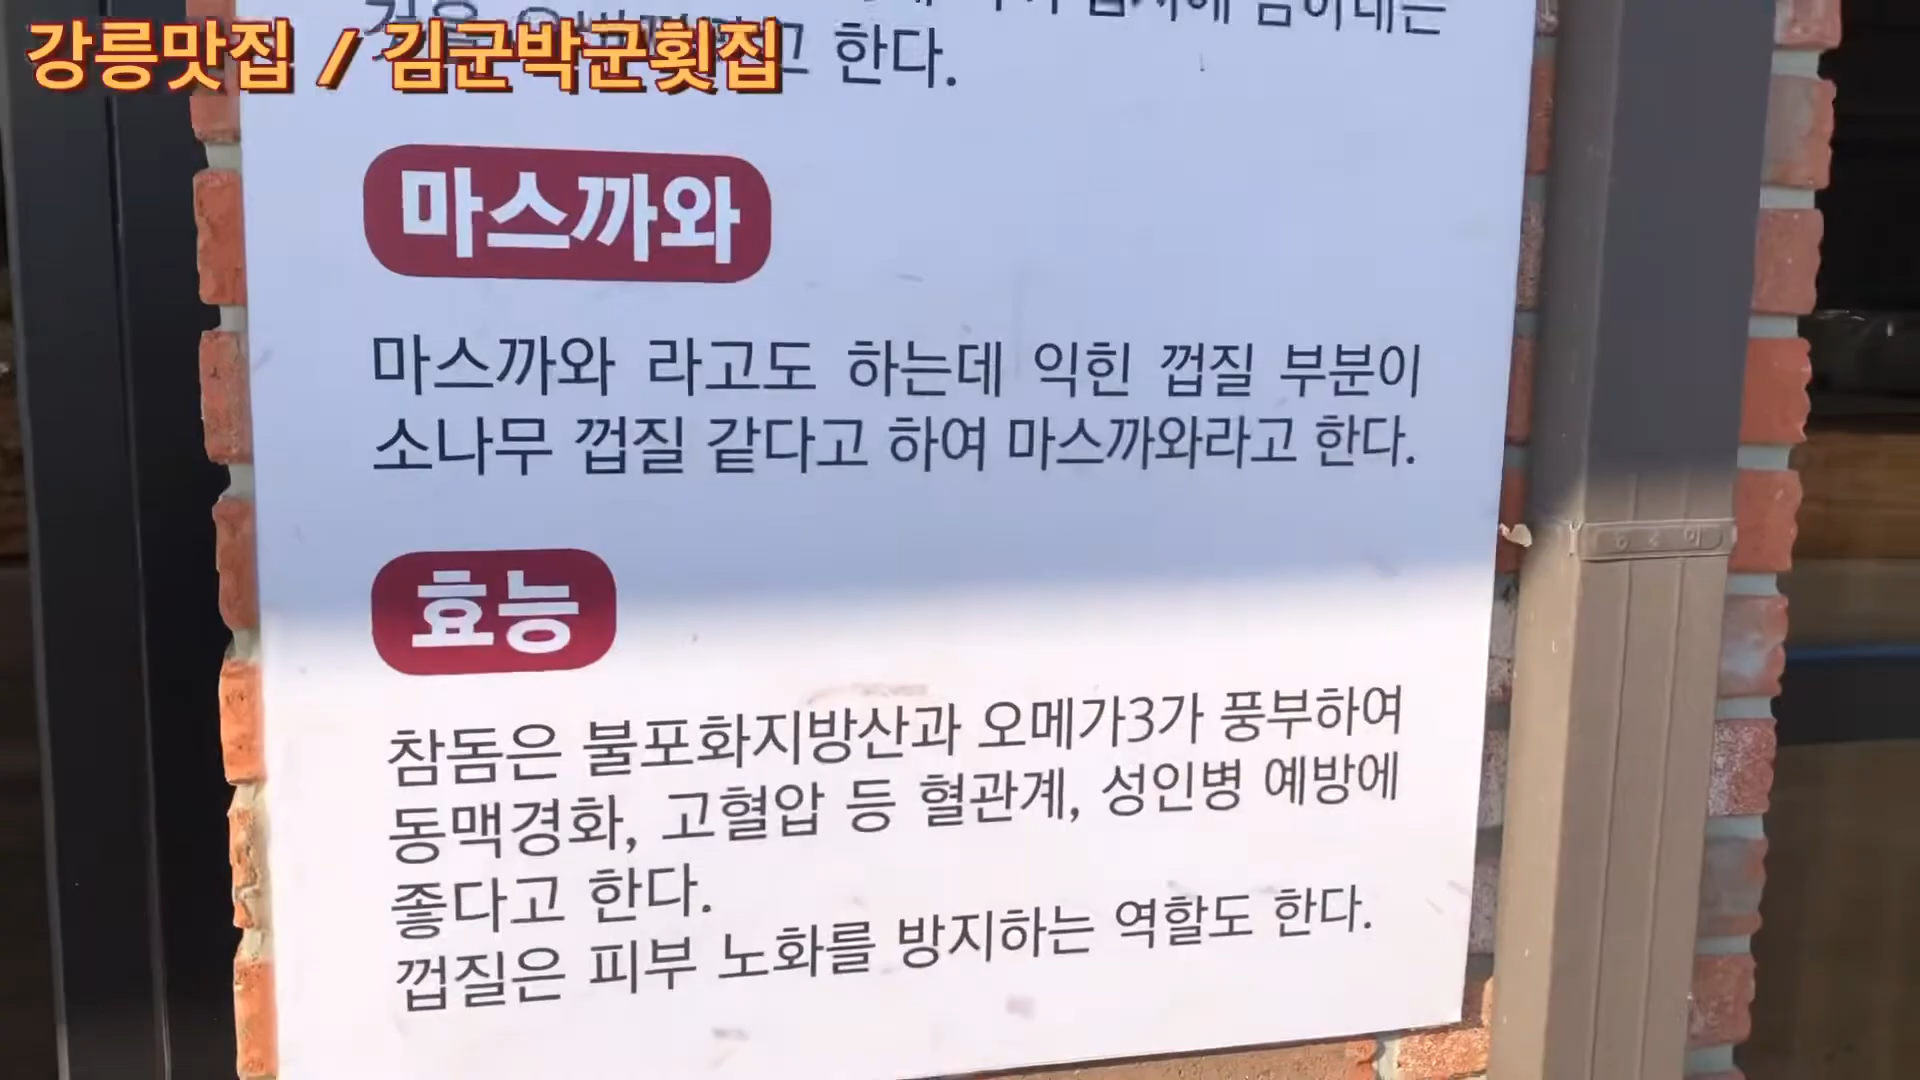 강릉맛집 / 김군박군횟집
고 한다.
마스까와
마스까와 라고도 하는데 익힌 껍질 부분이
소나무 껍질 같다고 하여 마스까와라고 한다.
효능
참돔은 불포화지방산과 오메가3가 풍부하여
동맥경화, 고혈압 등 혈관계, 성인병 예방에
좋다고 한다.
껍질은 피부 노화를 방지하는 역할도 한다.